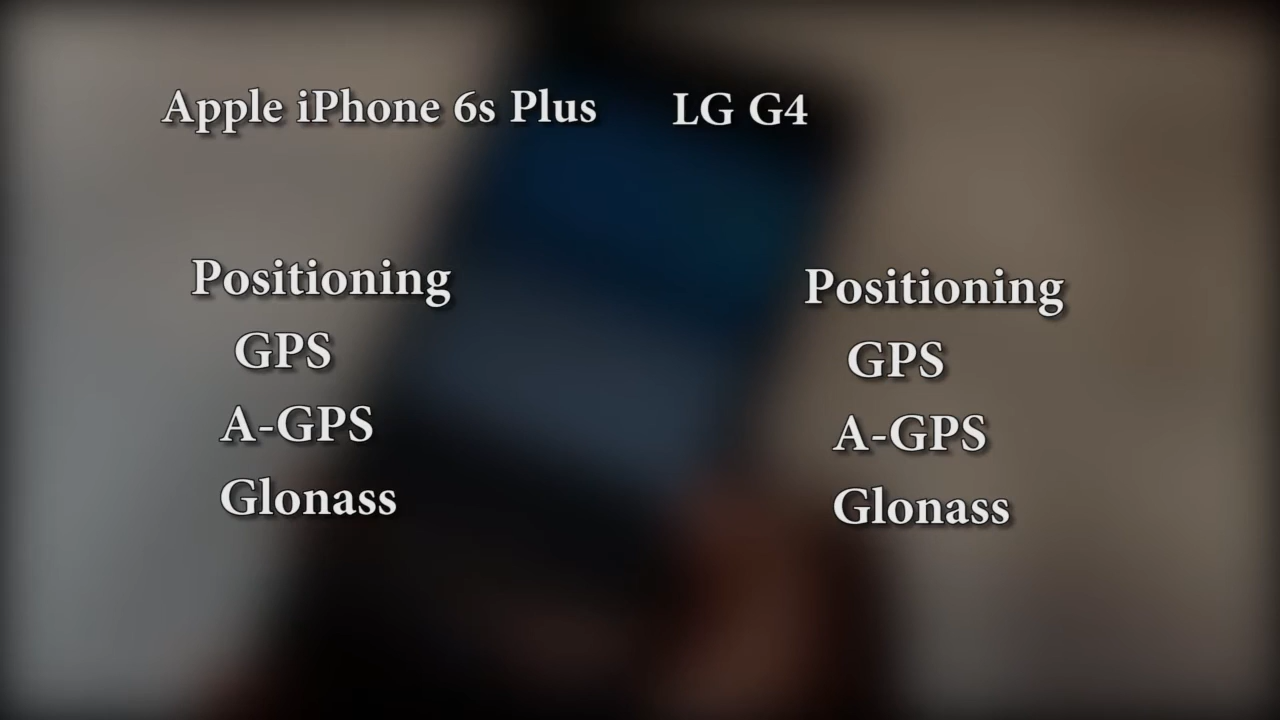 Apple iPhone 6s Plus
LG G4
Positioning
GPS
A-GPS
Glonass
Positioning
GPS
A-GPS
Glonass